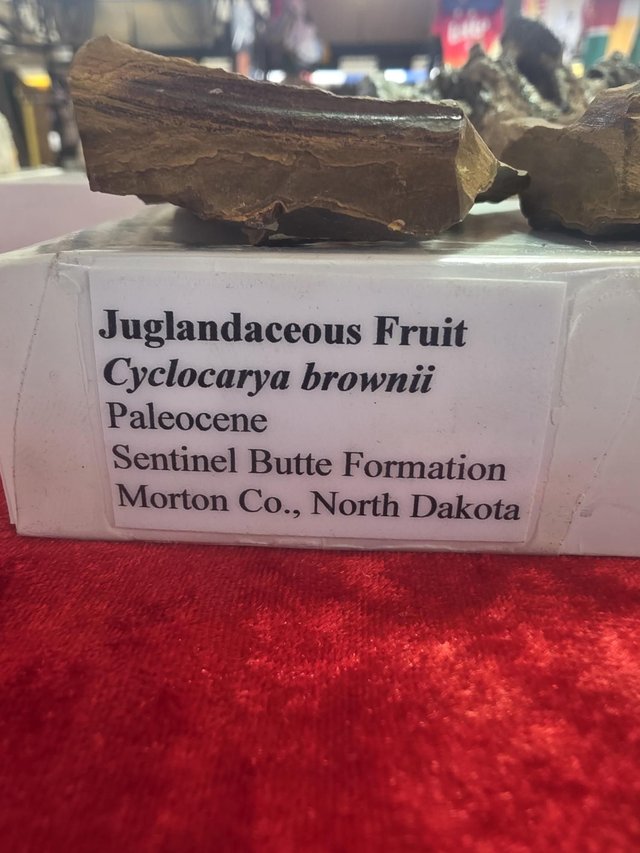 Juglandaceous Fruit
Cyclocarya brownii
Paleocene
Sentinel Butte Formation
Morton Co., North Dakota